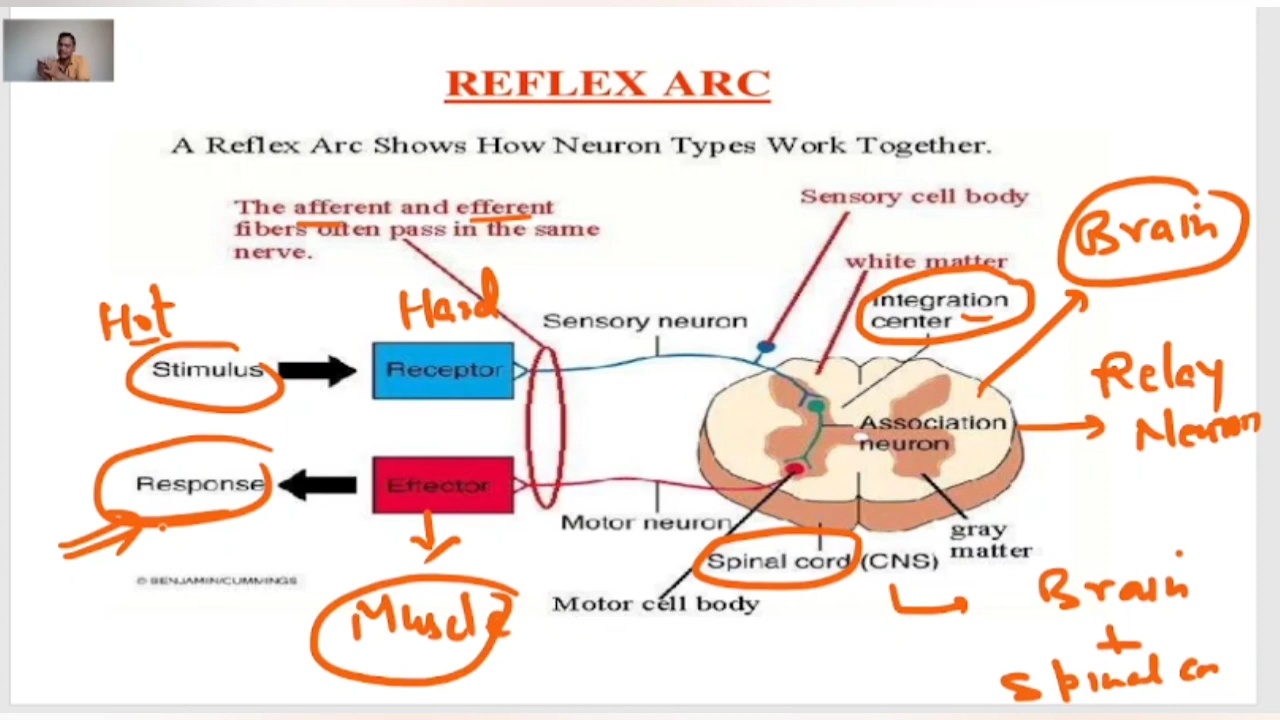 REFLEX ARC
A Reflex Arc Shows How Neuron Types Work Together.
The afferent and efferent
fibers often pass in the same
nerve.
Sensory cell body
Brain
white matter
Integration
center
Hot
Hand
Sensory neuron
Stimulus
Receptor
Relay
Neuron
Association
neuron
Response
Effector
Motor neuron
gray
matter
Spinal cord (CNS)
© BENJAMIN/CUMMINGS
Motor cell body
Muscle
Brain
+
Spinal co